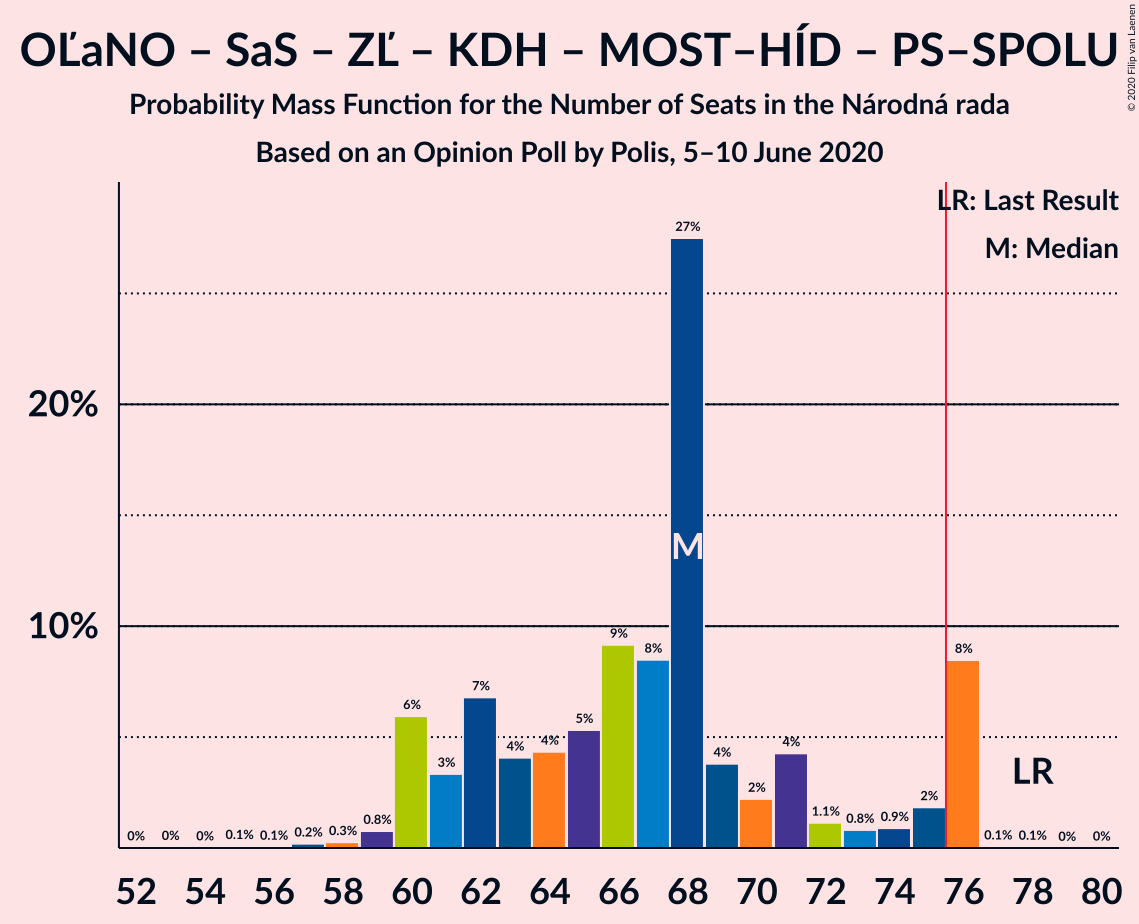 OĽaNO – SaS – ZĽ – KDH – MOST–HÍD – PS–SPOLU
Probability Mass Function for the Number of Seats in the Národná rada
Based on an Opinion Poll by Polis, 5–10 June 2020
© 2020 Filip van Laenen
LR: Last Result
M: Median
20%
10%
0% 0% 0% 0.1% 0.1% 0.2% 0.3% 0.8% 6% 3% 7% 4% 4% 5% 9% 8% 27% 4% 2% 4% 1.1% 0.8% 0.9% 2% 8% 0.1% 0.1% 0% 0%
M
LR
52 54 56 58 60 62 64 66 68 70 72 74 76 78 80